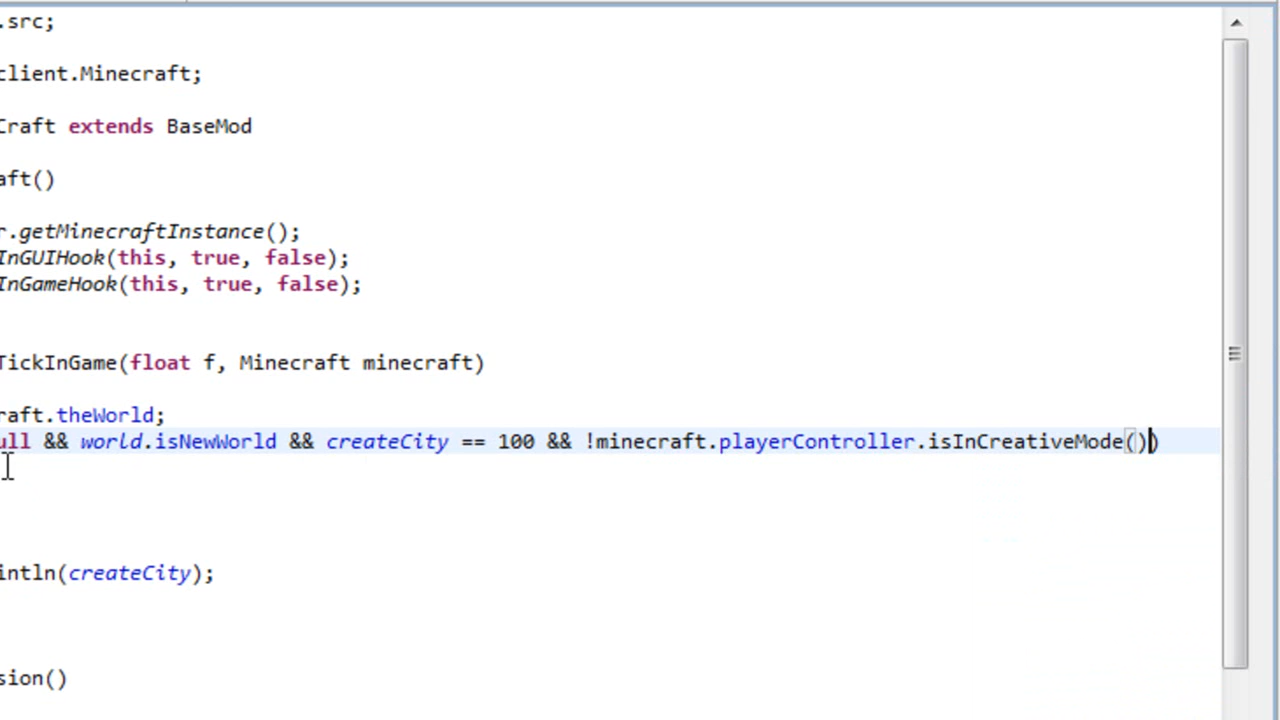 .src;
client.Minecraft;
Craft extends BaseMod
aft()
r.getMinecraftInstance();
InGUIHook(this, true, false);
InGameHook(this, true, false);
TickInGame(float f, Minecraft minecraft)
raft.theWorld;
ull && world.isNewWorld && createCity == 100 && !minecraft.playerController.isInCreativeMode())
intln(createCity);
sion()